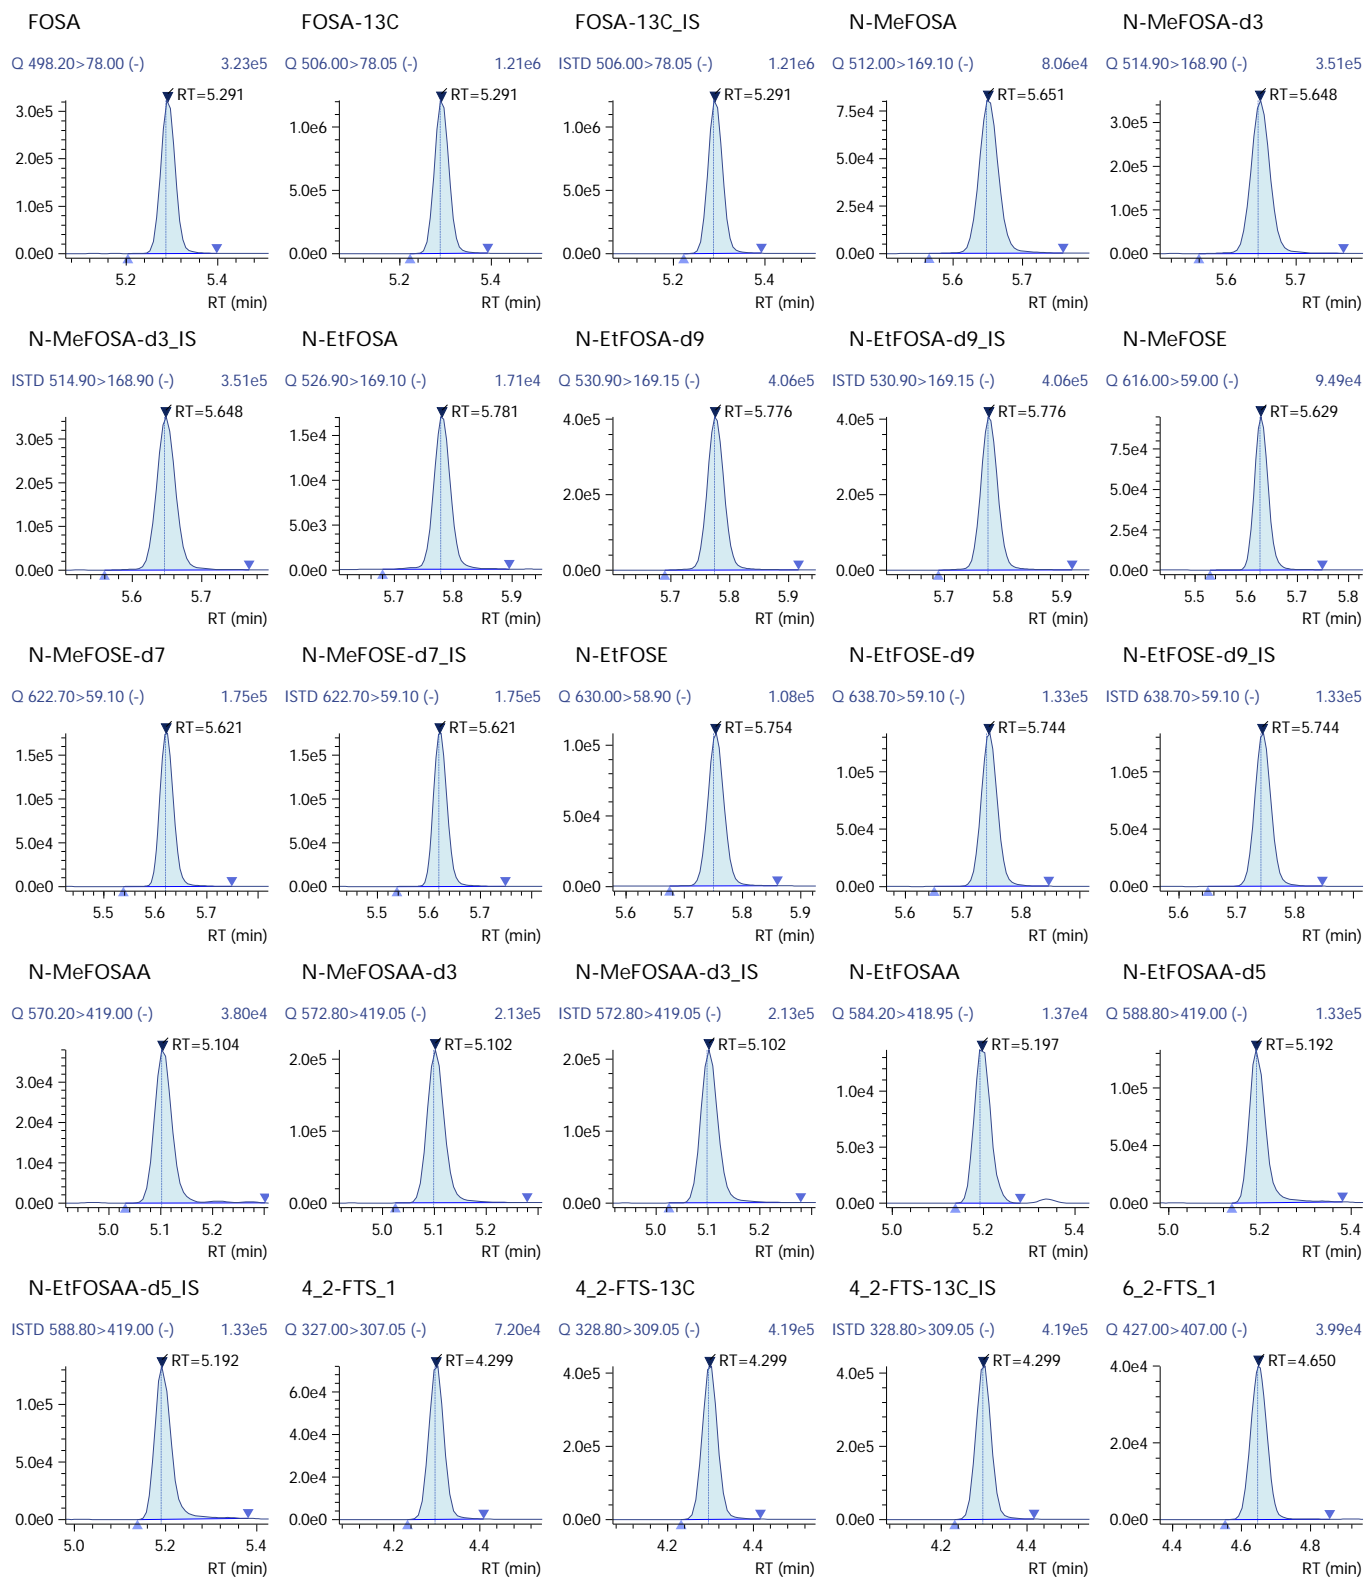 FOSA FOSA-13C FOSA-13C_IS N-MeFOSA N-MeFOSA-d3
Q 498.20>78.00 (-) 3.23e5 Q 506.00>78.05 (-) 1.21e6 ISTD 506.00>78.05 (-) 1.21e6 Q 512.00>169.10 (-) 8.06e4 Q 514.90>168.90 (-) 3.51e5
RT=5.291 RT=5.291 RT=5.291 RT=5.651 RT=5.648
3.0e5 2.0e5 1.0e5 0.0e0 1.0e6 5.0e5 0.0e0 1.0e6 5.0e5 0.0e0 7.5e4 5.0e4 2.5e4 0.0e0 3.0e5 2.0e5 1.0e5 0.0e0
5.2 5.4 5.2 5.4 5.2 5.4 5.6 5.7 5.6 5.7
RT (min) RT (min) RT (min) RT (min) RT (min)
N-MeFOSA-d3_IS N-EtFOSA N-EtFOSA-d9 N-EtFOSA-d9_IS N-MeFOSE
ISTD 514.90>168.90 (-) 3.51e5 Q 526.90>169.10 (-) 1.71e4 Q 530.90>169.15 (-) 4.06e5 ISTD 530.90>169.15 (-) 4.06e5 Q 616.00>59.00 (-) 9.49e4
RT=5.648 RT=5.781 RT=5.776 RT=5.776 RT=5.629
3.0e5 2.0e5 1.0e5 0.0e0 1.5e4 1.0e4 5.0e3 0.0e0 4.0e5 2.0e5 0.0e0 4.0e5 2.0e5 0.0e0 7.5e4 5.0e4 2.5e4 0.0e0
5.6 5.7 5.7 5.8 5.9 5.7 5.8 5.9 5.7 5.8 5.9 5.5 5.6 5.7 5.8
RT (min) RT (min) RT (min) RT (min) RT (min)
N-MeFOSE-d7 N-MeFOSE-d7_IS N-EtFOSE N-EtFOSE-d9 N-EtFOSE-d9_IS
Q 622.70>59.10 (-) 1.75e5 ISTD 622.70>59.10 (-) 1.75e5 Q 630.00>58.90 (-) 1.08e5 Q 638.70>59.10 (-) 1.33e5 ISTD 638.70>59.10 (-) 1.33e5
RT=5.621 RT=5.621 RT=5.754 RT=5.744 RT=5.744
1.5e5 1.0e5 5.0e4 0.0e0 1.5e5 1.0e5 5.0e4 0.0e0 1.0e5 5.0e4 0.0e0 1.0e5 5.0e4 0.0e0 1.0e5 5.0e4 0.0e0
5.5 5.6 5.7 5.5 5.6 5.7 5.6 5.7 5.8 5.9 5.6 5.7 5.8 5.6 5.7 5.8
RT (min) RT (min) RT (min) RT (min) RT (min)
N-MeFOSAA N-MeFOSAA-d3 N-MeFOSAA-d3_IS N-EtFOSAA N-EtFOSAA-d5
Q 570.20>419.00 (-) 3.80e4 Q 572.80>419.05 (-) 2.13e5 ISTD 572.80>419.05 (-) 2.13e5 Q 584.20>418.95 (-) 1.37e4 Q 588.80>419.00 (-) 1.33e5
RT=5.104 RT=5.102 RT=5.102 RT=5.197 RT=5.192
3.0e4 2.0e4 1.0e4 0.0e0 2.0e5 1.0e5 0.0e0 2.0e5 1.0e5 0.0e0 1.0e4 5.0e3 0.0e0 1.0e5 5.0e4 0.0e0
5.0 5.1 5.2 5.0 5.1 5.2 5.0 5.1 5.2 5.0 5.2 5.4 5.0 5.2 5.4
RT (min) RT (min) RT (min) RT (min) RT (min)
N-EtFOSAA-d5_IS 4_2-FTS_1 4_2-FTS-13C 4_2-FTS-13C_IS 6_2-FTS_1
ISTD 588.80>419.00 (-) 1.33e5 Q 327.00>307.05 (-) 7.20e4 Q 328.80>309.05 (-) 4.19e5 ISTD 328.80>309.05 (-) 4.19e5 Q 427.00>407.00 (-) 3.99e4
RT=5.192 RT=4.299 RT=4.299 RT=4.299 RT=4.650
1.0e5 5.0e4 0.0e0 6.0e4 4.0e4 2.0e4 0.0e0 4.0e5 2.0e5 0.0e0 4.0e5 2.0e5 0.0e0 4.0e4 2.0e4 0.0e0
5.0 5.2 5.4 4.2 4.4 4.2 4.4 4.2 4.4 4.4 4.6 4.8
RT (min) RT (min) RT (min) RT (min) RT (min)